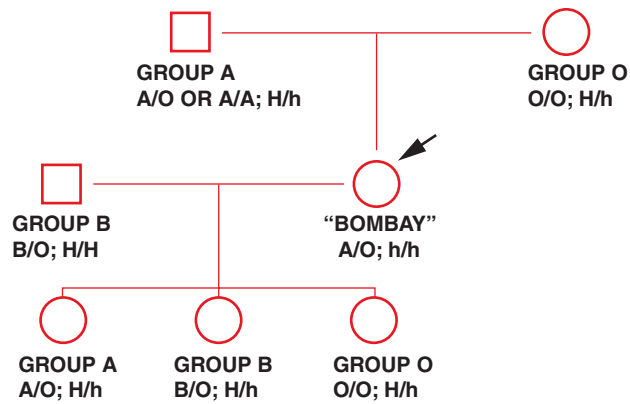 GROUP A
A/O OR A/A; H/h
GROUP O
O/O; H/h
GROUP B
B/O; H/H
“BOMBAY”
A/O; h/h
GROUP A
A/O; H/h
GROUP B
B/O; H/h
GROUP O
O/O; H/h